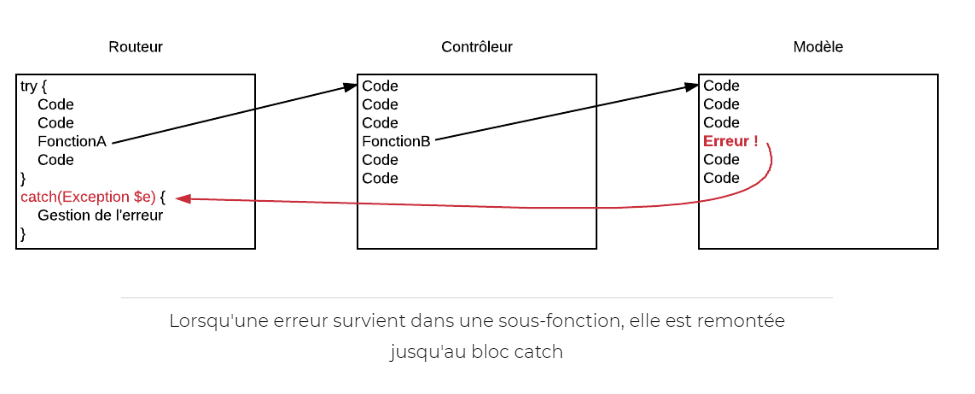 Routeur
try {
Code
Code
FonctionA
Code
}
catch(Exception $e) {
Gestion de l'erreur
}
Contrôleur
Code
Code
Code
FonctionB
Code
Code
Modèle
Code
Code
Code
Erreur !
Code
Code
Lorsqu'une erreur survient dans une sous-fonction, elle est remontée
jusqu'au bloc catch